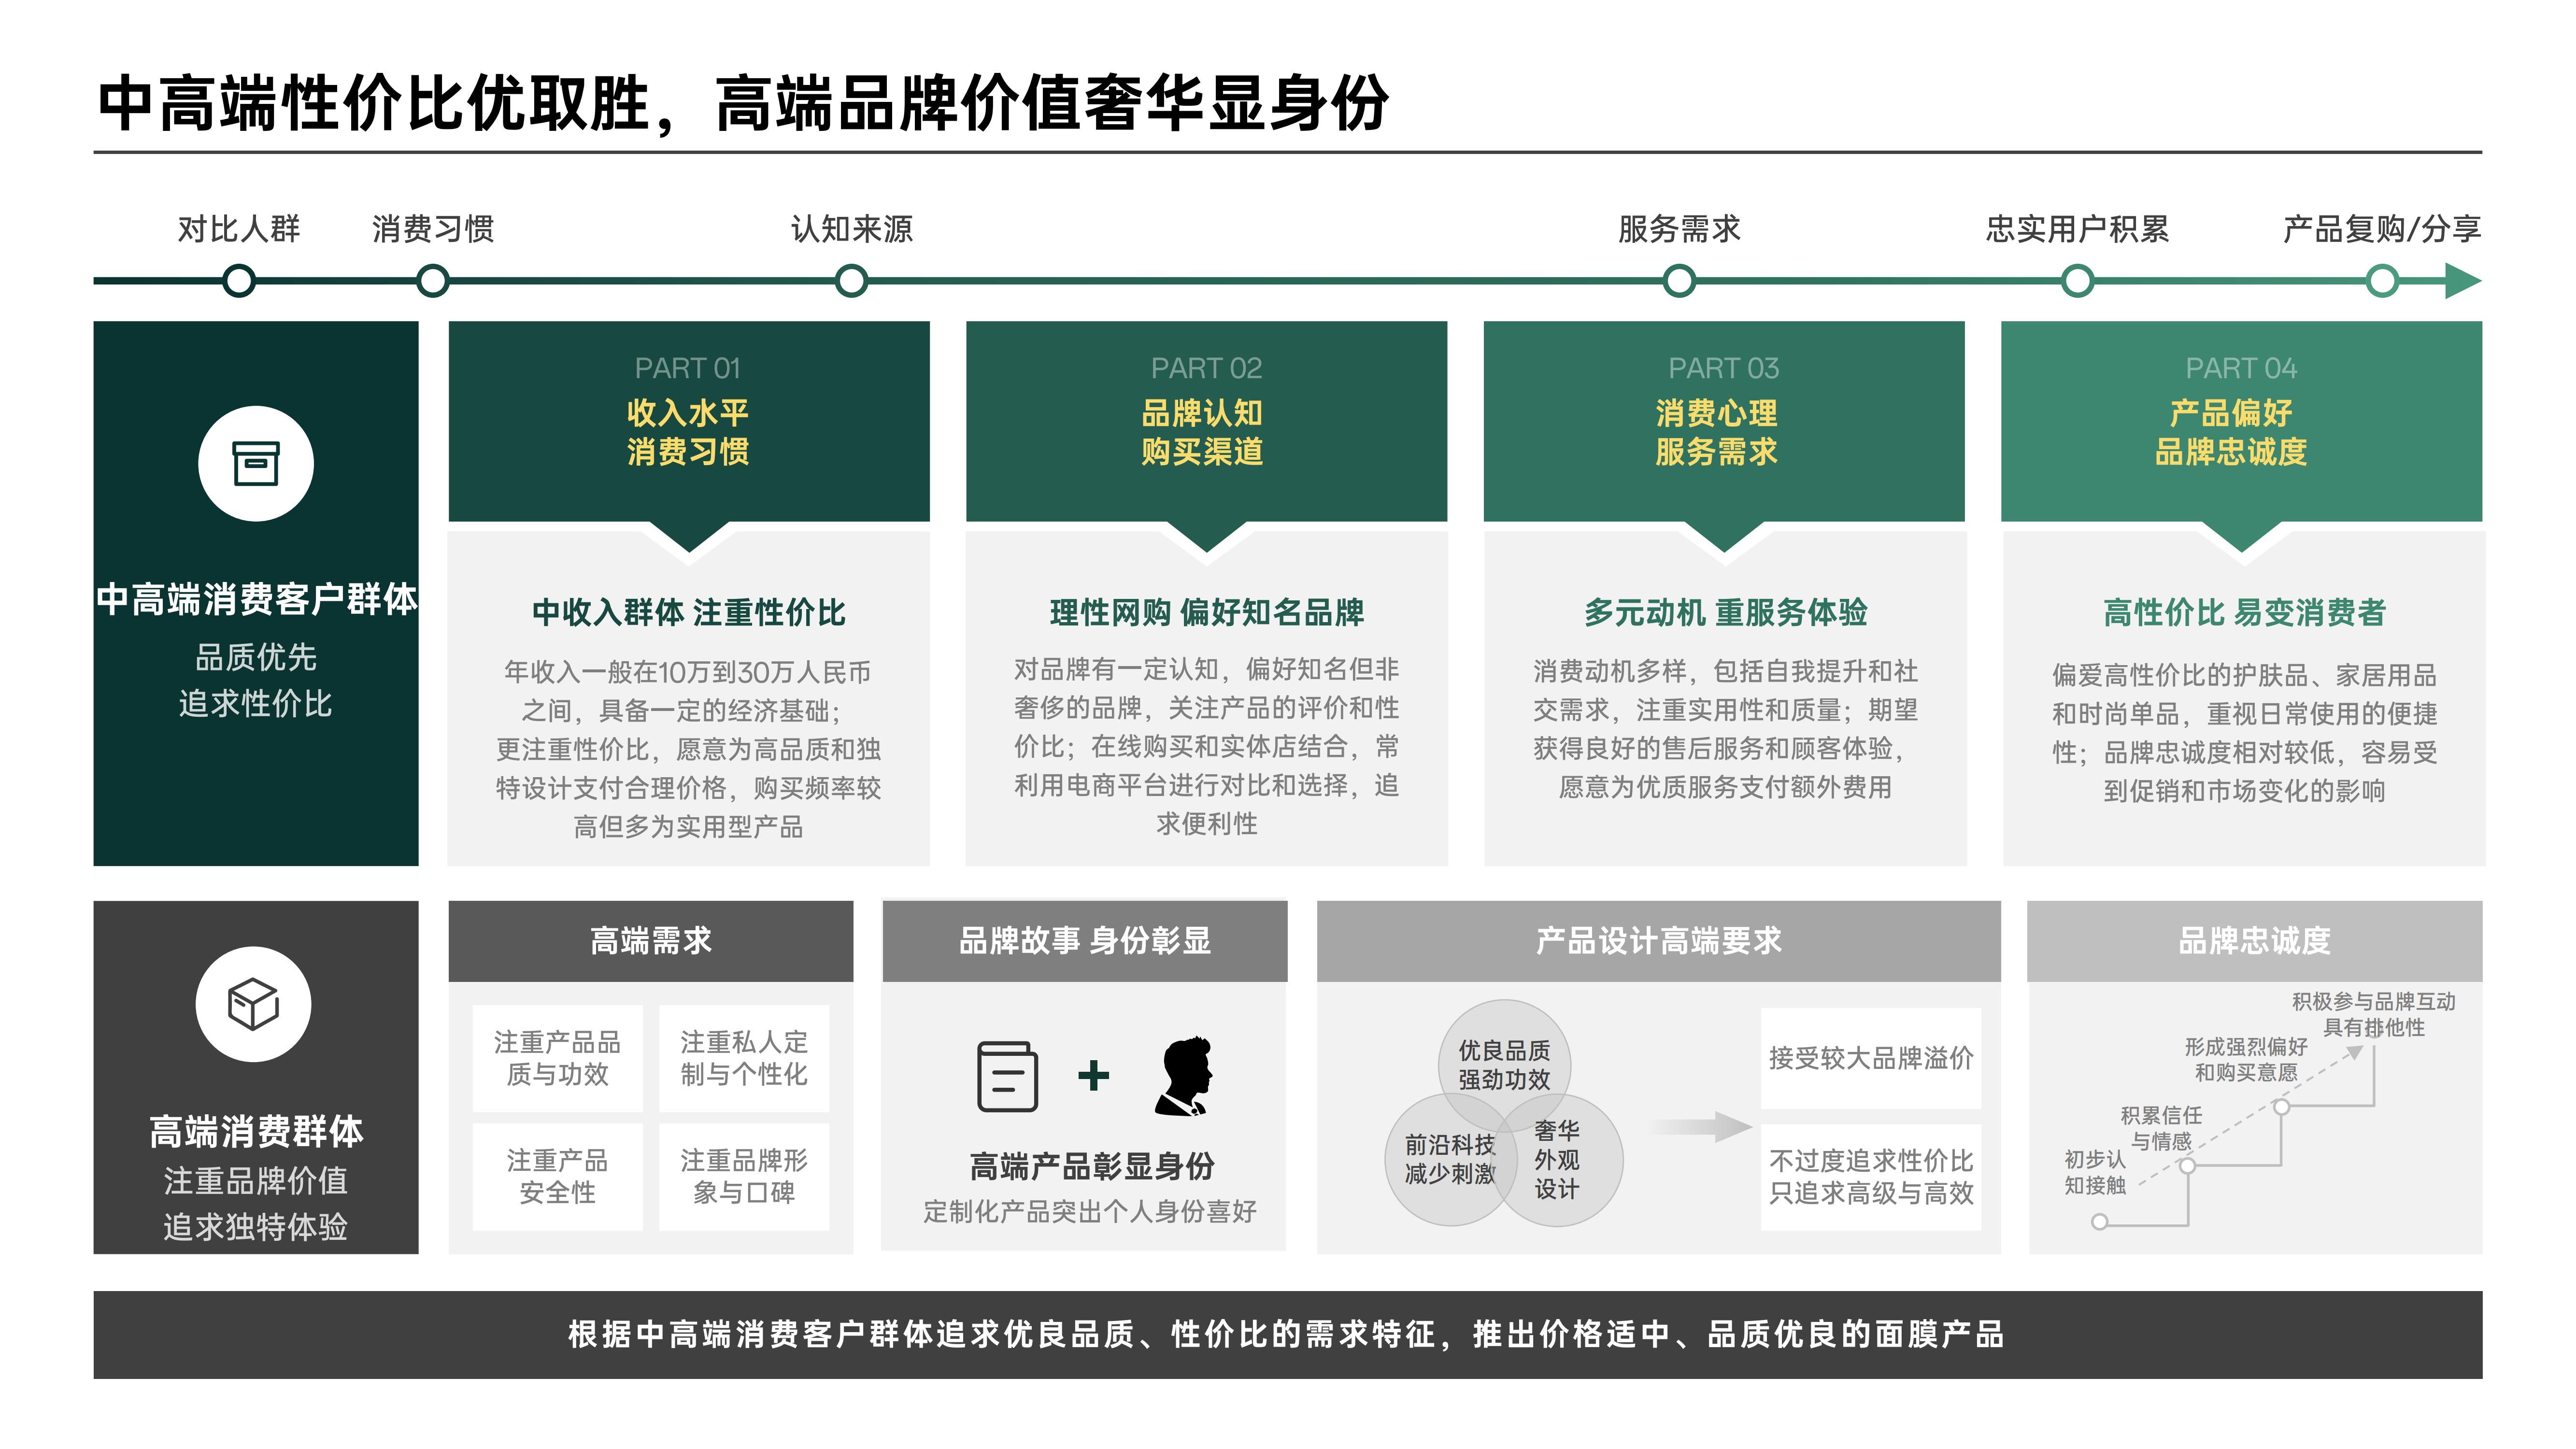 中高端性价比优取胜，高端品牌价值奢华显身份
对比人群
消费习惯
认知来源
服务需求
忠实用户积累
产品复购/分享
中高端消费客户群体
品质优先
追求性价比
PART 01
收入水平
消费习惯
中收入群体 注重性价比
年收入一般在10万到30万人民币
之间，具备一定的经济基础；
更注重性价比，愿意为高品质和独
特设计支付合理价格，购买频率较
高但多为实用型产品
PART 02
品牌认知
购买渠道
理性网购 偏好知名品牌
对品牌有一定认知，偏好知名但非
奢侈的品牌，关注产品的评价和性
价比；在线购买和实体店结合，常
利用电商平台进行对比和选择，追
求便利性
PART 03
消费心理
服务需求
多元动机 重服务体验
消费动机多样，包括自我提升和社
交需求，注重实用性和质量；期望
获得良好的售后服务和顾客体验，
愿意为优质服务支付额外费用
PART 04
产品偏好
品牌忠诚度
高性价比 易变消费者
偏爱高性价比的护肤品、家居用品
和时尚单品，重视日常使用的便捷
性；品牌忠诚度相对较低，容易受
到促销和市场变化的影响
高端消费群体
注重品牌价值
追求独特体验
高端需求
注重产品品
质与功效
注重私人定
制与个性化
注重产品
安全性
注重品牌形
象与口碑
品牌故事 身份彰显
高端产品彰显身份
定制化产品突出个人身份喜好
产品设计高端要求
优良品质
强劲功效
前沿科技
减少刺激
奢华
外观
设计
接受较大品牌溢价
不过度追求性价比
只追求高级与高效
品牌忠诚度
积极参与品牌互动
具有排他性
形成强烈偏好
和购买意愿
积累信任
与情感
初步认
知接触
根据中高端消费客户群体追求优良品质、性价比的需求特征，推出价格适中、品质优良的面膜产品